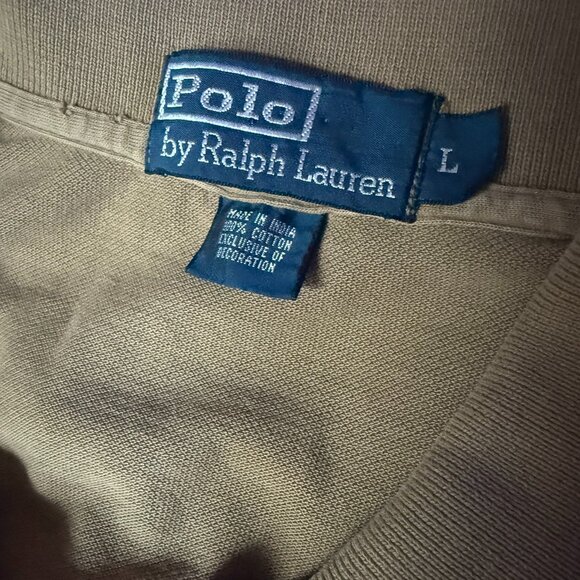 Polo
by Ralph Lauren
L
MADE IN INDIA
100% COTTON
EXCLUSIVE OF
DECORATION